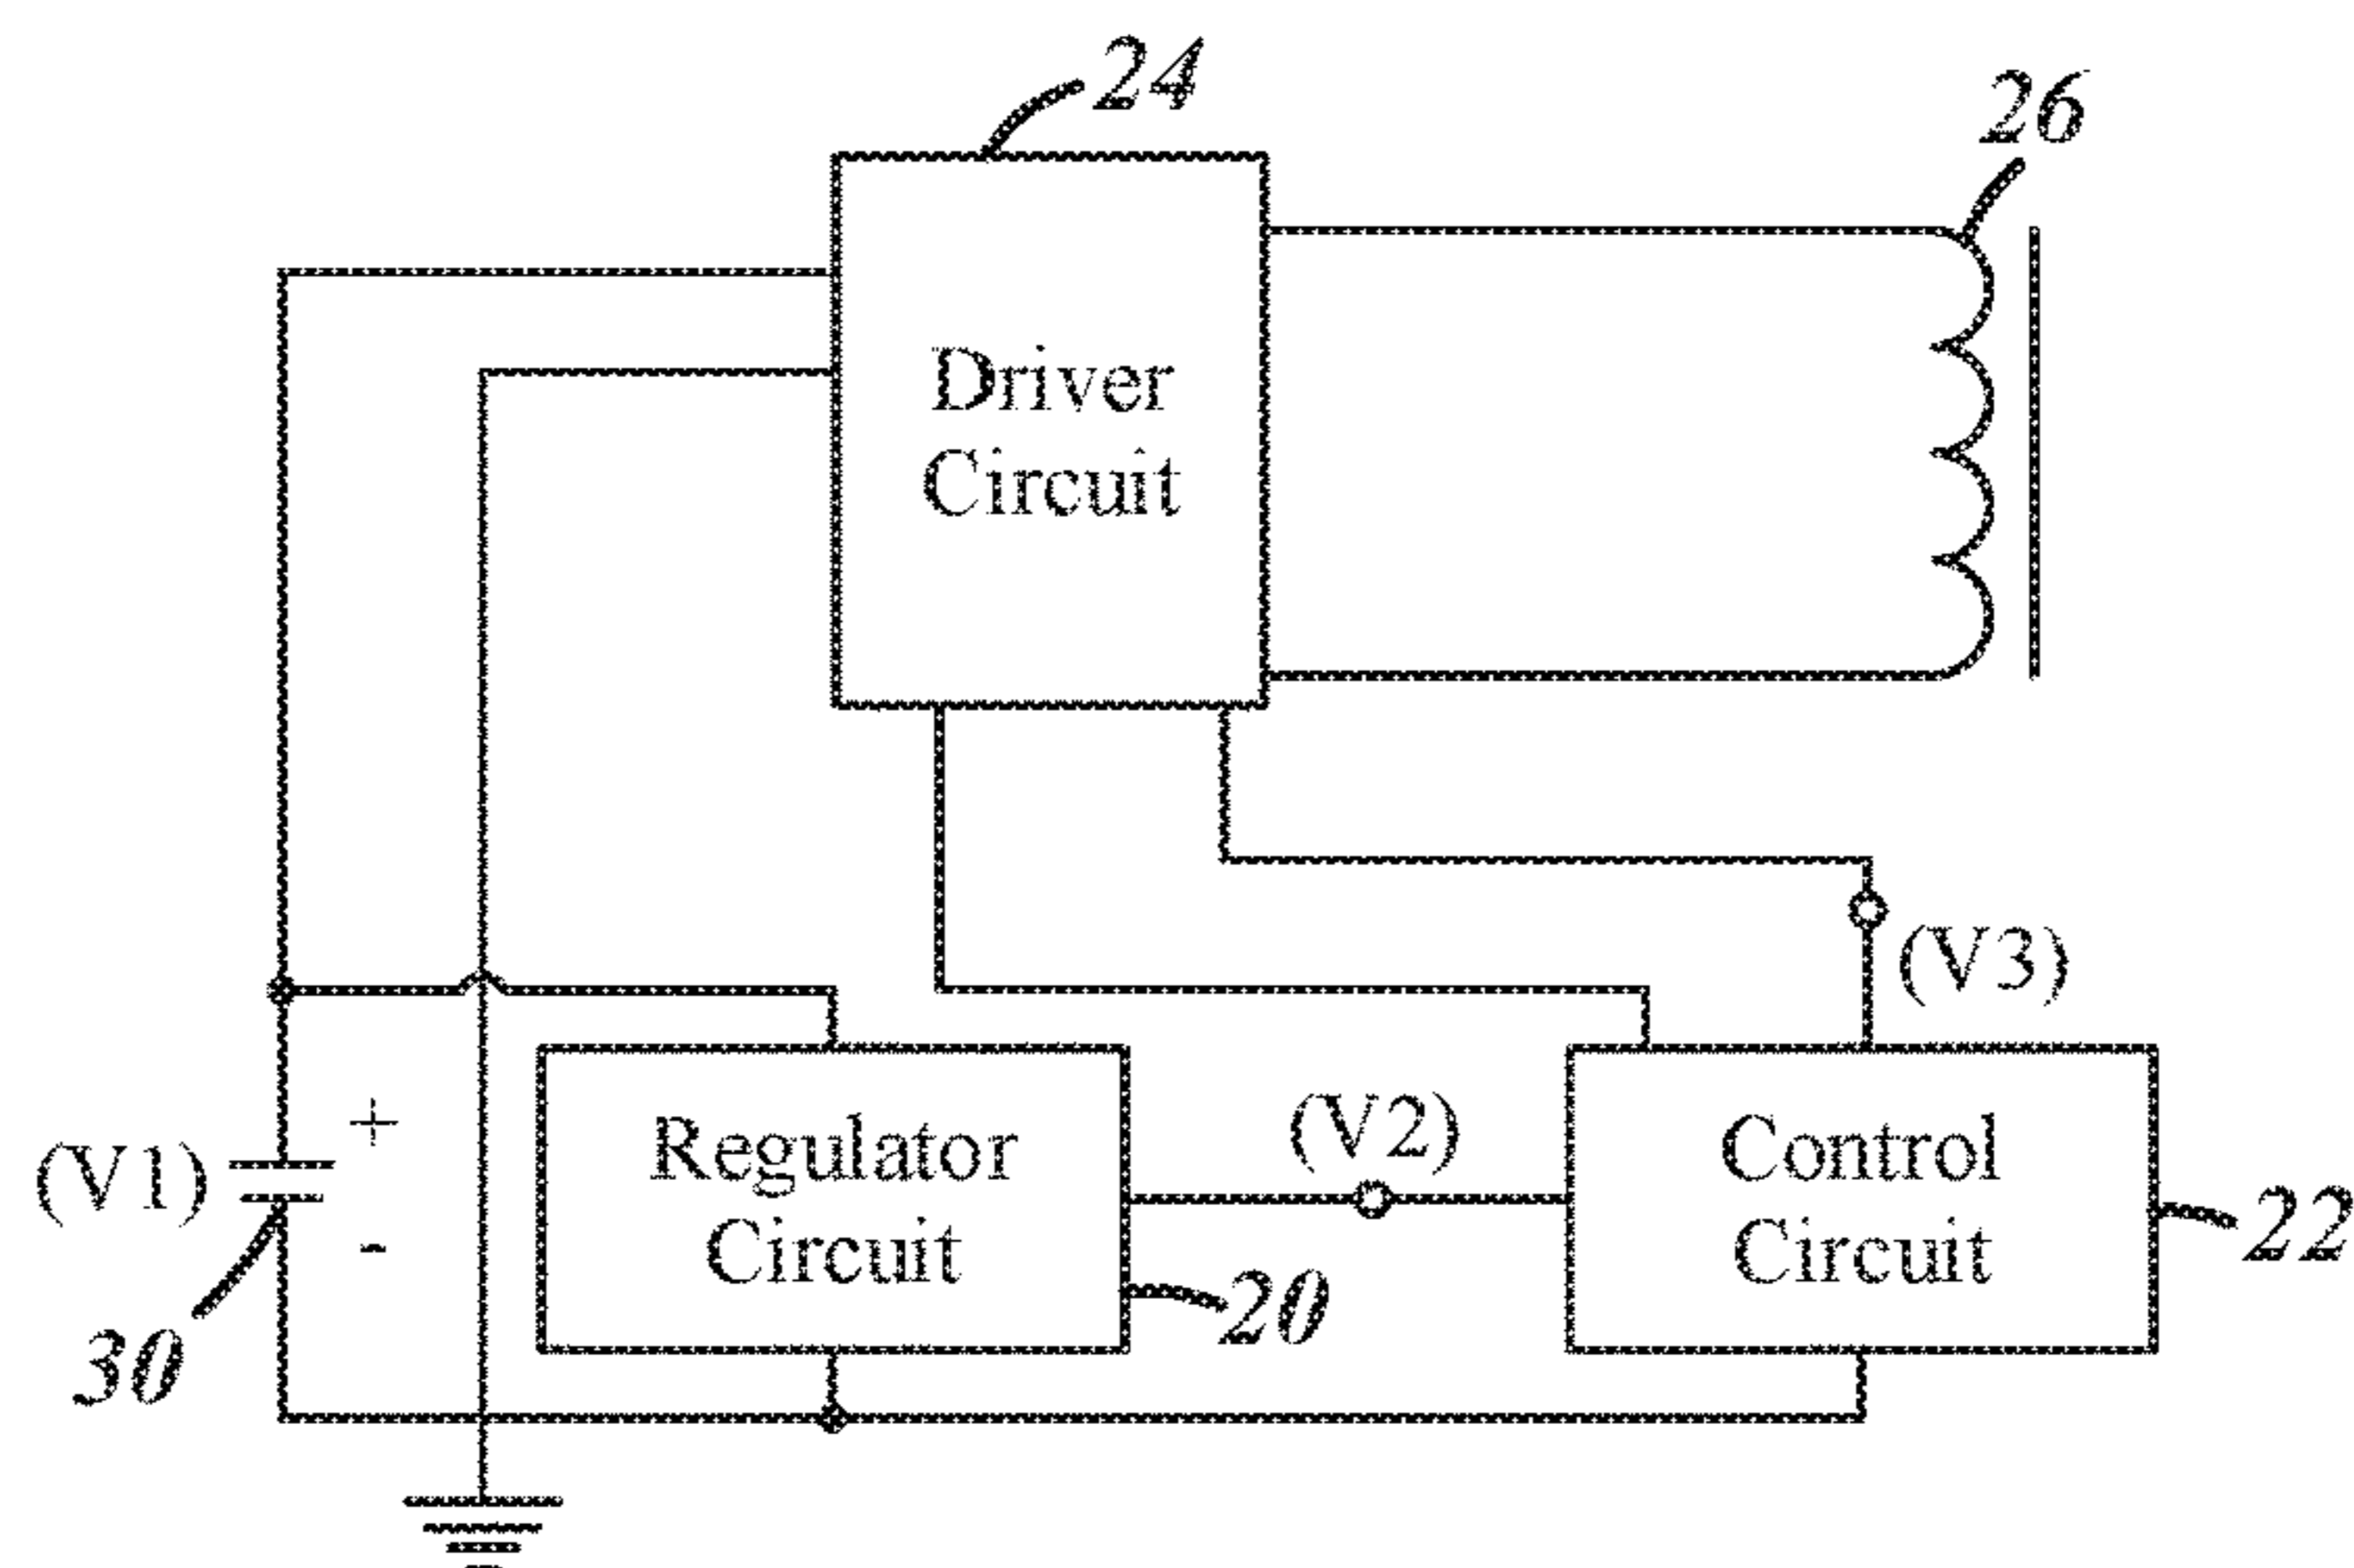 24
26
Driver
Circuit
(V3)
+
(V1)
-
30
Regulator
Circuit
20
(V2)
Control
Circuit
22